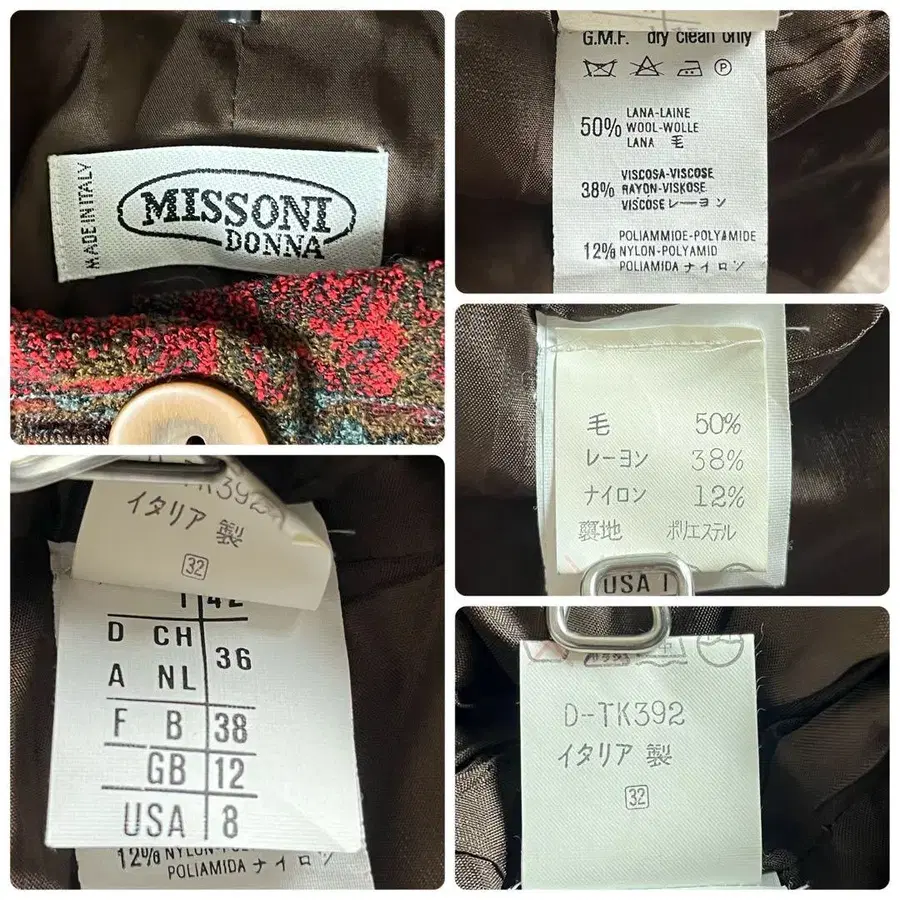 MADE IN ITALY
MISSONI
DONNA
G.M.F. dry clean only
P
50% LANA-LAINE
WOOL-WOLLE
LANA 毛
38% VISCOSA-VISCOSE
RAYON-VISKOSE
VISCOSE レーヨン
12% POLIAMMIDE-POLYAMIDE
NYLON-POLYAMID
POLIAMIDA ナイロン
毛 50%
レーヨン 38%
ナイロン 12%
裏地 ポリエステル
USA
TK392
イタリア 製
32
I 42
D CH
A NL
36
F B 38
GB 12
USA 8
12% NYLON
POLIAMIDA ナイロン
D-TK392
イタリア 製
32